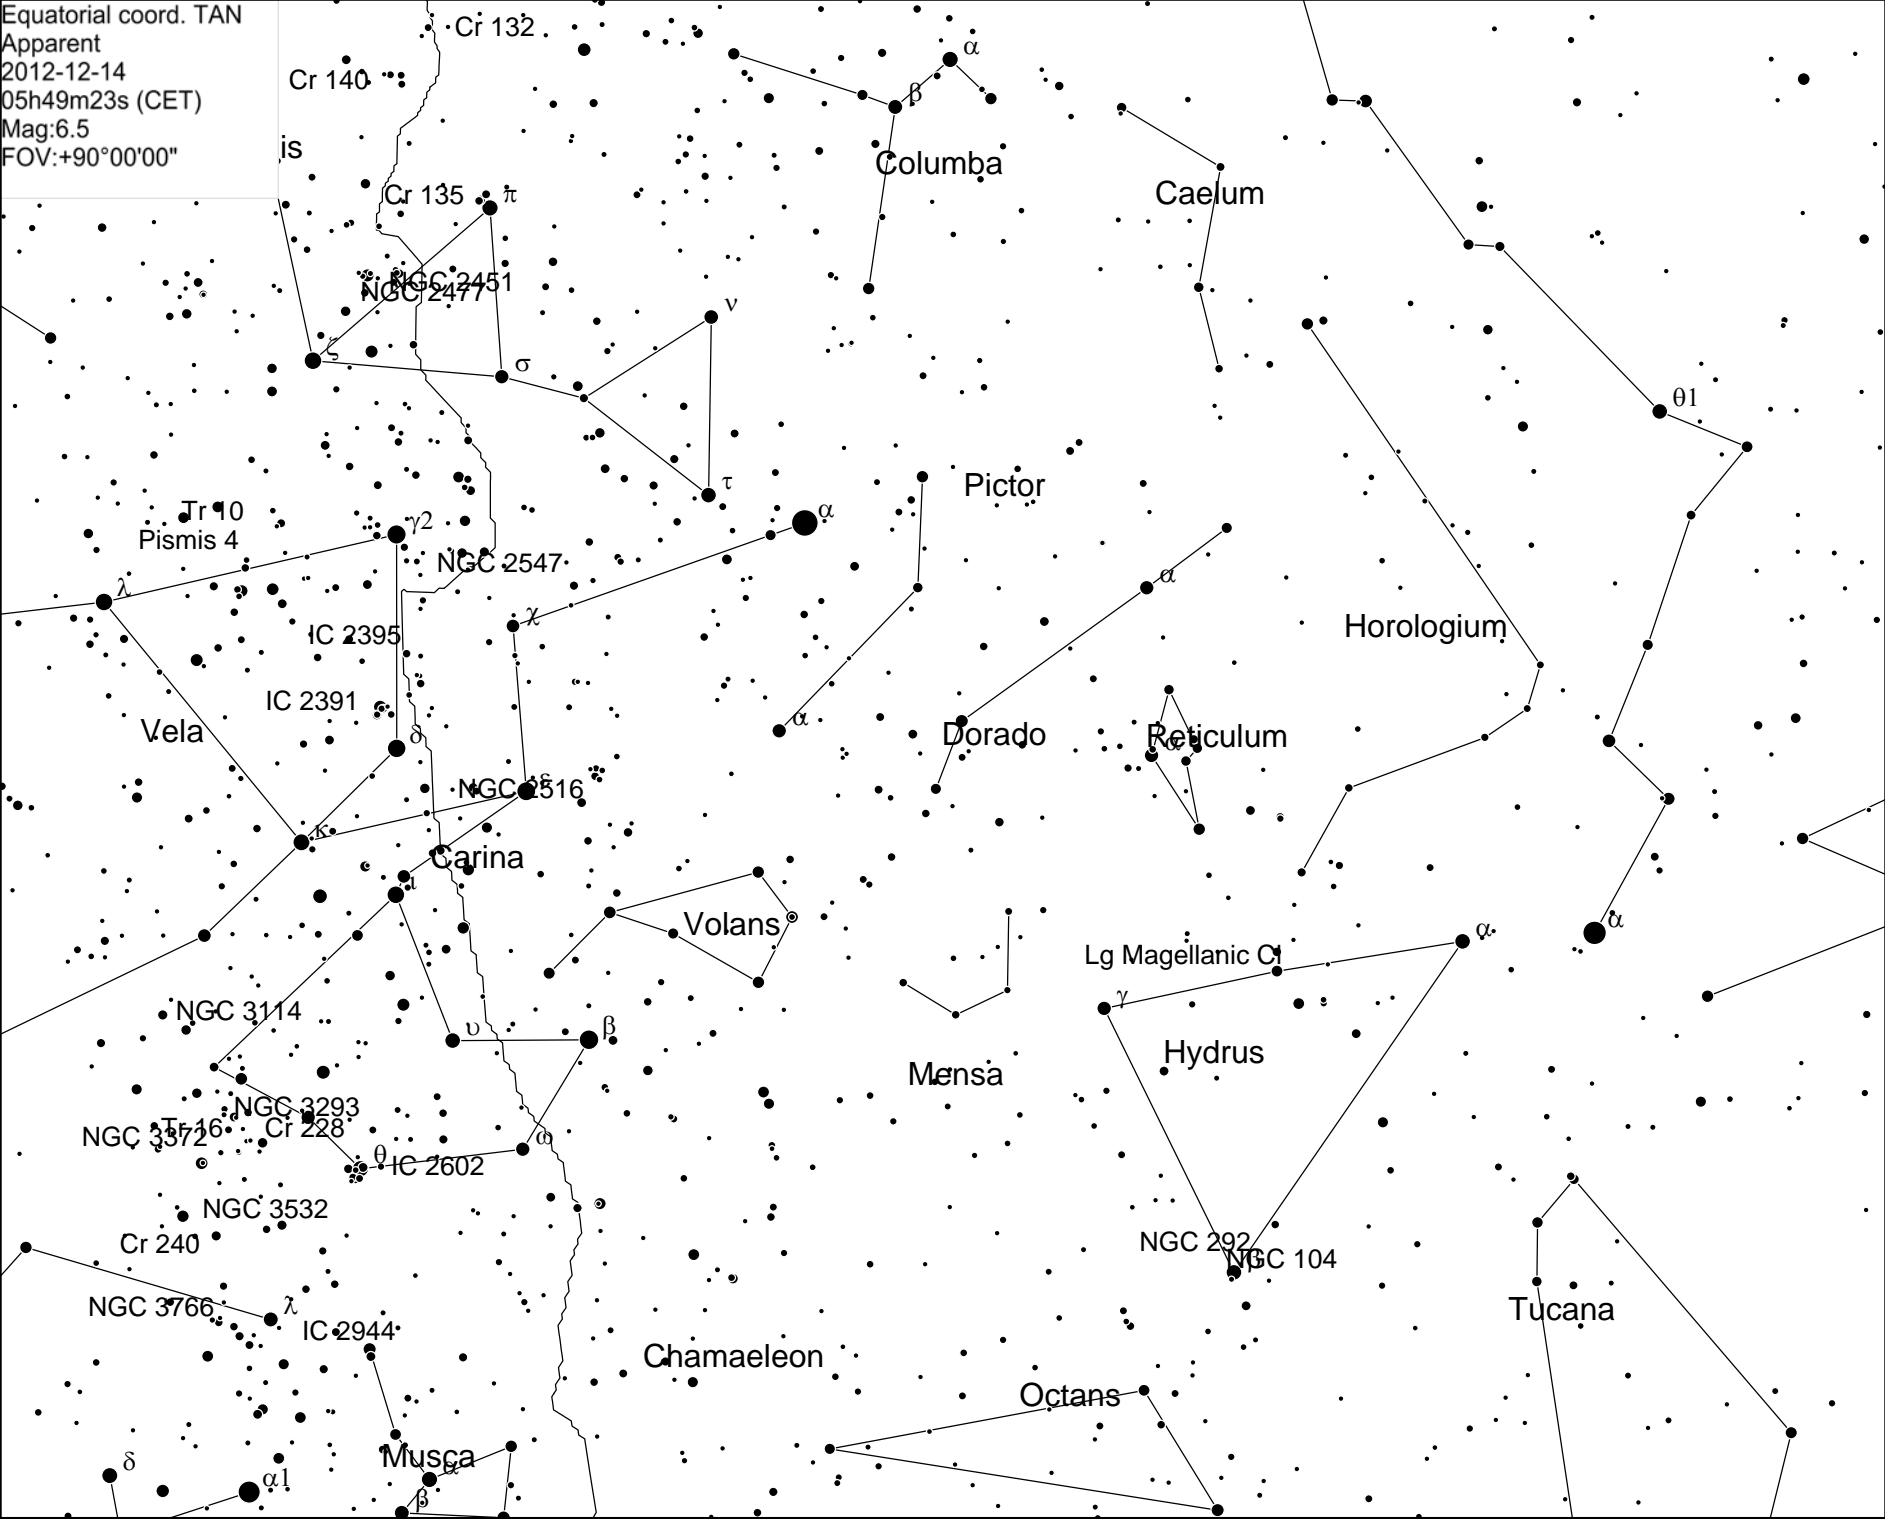 Equatorial coord. TAN
Apparent
2012-12-14
05h49m23s (CET)
Mag:6.5
FOV:+90°00'00"
Cr 132
Cr 140
is
α
β
Columba
Caelum
Cr 135
π
NGC 2451
NGC 2477
ν
ζ
σ
θ1
τ
Pictor
Tr 10
Pismis 4
γ2
α
NGC 2547
α
λ
χ
IC 2395
Horologium
IC 2391
Vela
δ
α
Dorado
Reticulum
α
ε
NGC 2516
κ
Carina
ι
Volans
α
α
Lg Magellanic Cl
NGC 3114
γ
υ
β
Hydrus
Mensa
NGC 3293
Tr 16
Cr 228
NGC 3372
ω
θ
IC 2602
NGC 3532
Cr 240
NGC 292
β
NGC 104
NGC 3766
λ
IC 2944
Tucana
Chamaeleon
Octans
Musca
α
δ
α1
β